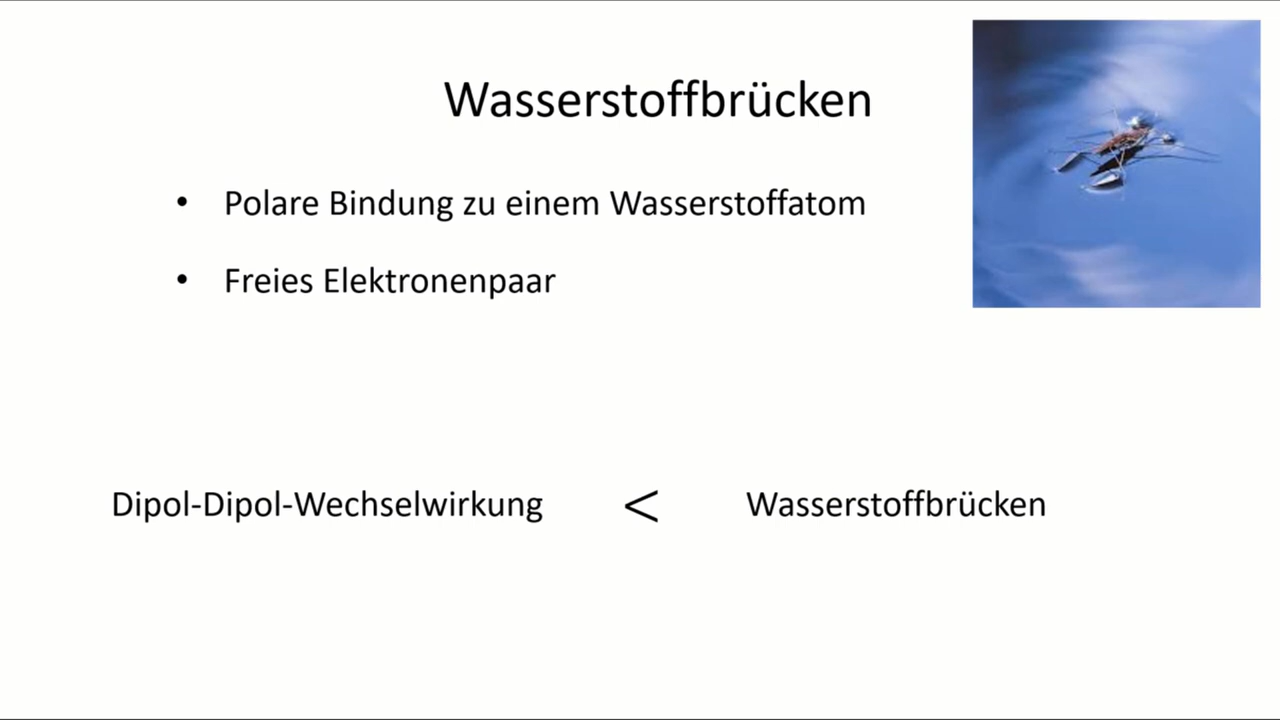 Wasserstoffbrücken
• Polare Bindung zu einem Wasserstoffatom
• Freies Elektronenpaar
Dipol-Dipol-Wechselwirkung < Wasserstoffbrücken